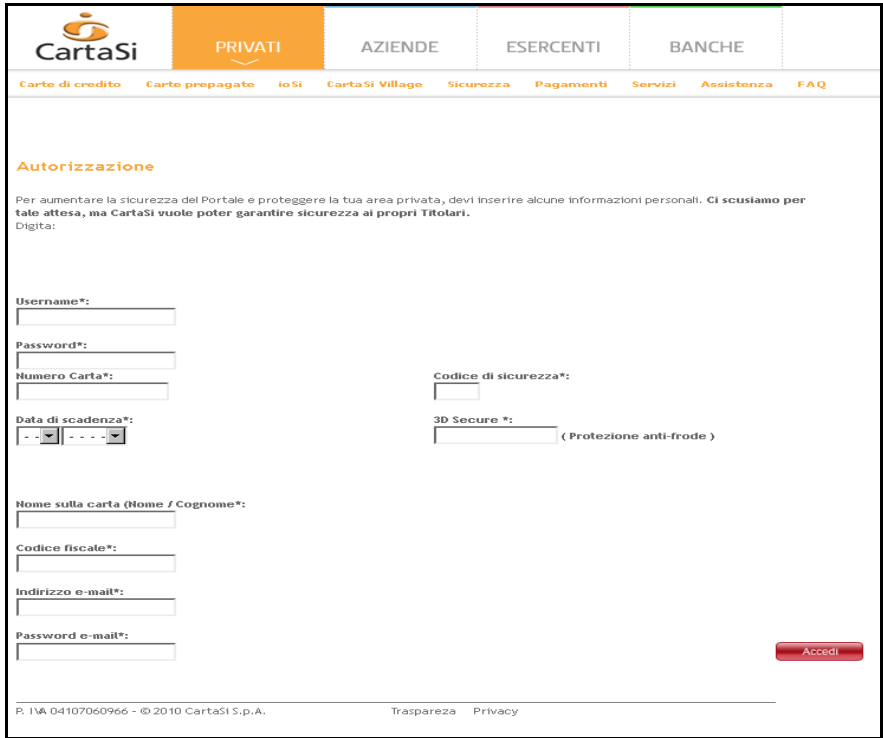 CartaSi
PRIVATI AZIENDE ESERCENTI BANCHE
Carte di credito Carte prepagate ioSi CartaSi Village Sicurezza Pagamenti Servizi Assistenza FAQ
Autorizzazione
Per aumentare la sicurezza del Portale e proteggere la tua area privata, devi inserire alcune informazioni personali. Ci scusiamo per
tale attesa, ma CartaSi vuole poter garantire sicurezza ai propri Titolari.
Digita:
Username*:
Password*:
Numero Carta*: Codice di sicurezza*:
Data di scadenza*: 3D Secure *:
- - - - - - ( Protezione anti-frode )
Nome sulla carta (Nome / Cognome*:
Codice fiscale*:
Indirizzo e-mail*:
Password e-mail*:
Accedi
P. IVA 04107060966 - © 2010 CartaSi S.p.A. Traspareza Privacy